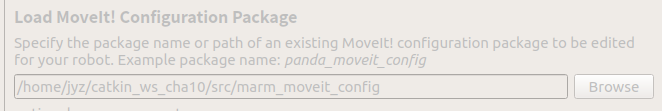 Load MoveIt! Configuration Package
Specify the package name or path of an existing MoveIt! configuration package to be edited
for your robot. Example package name: panda_moveit_config
/home/jyz/catkin_ws_cha10/src/marm_moveit_config
Browse